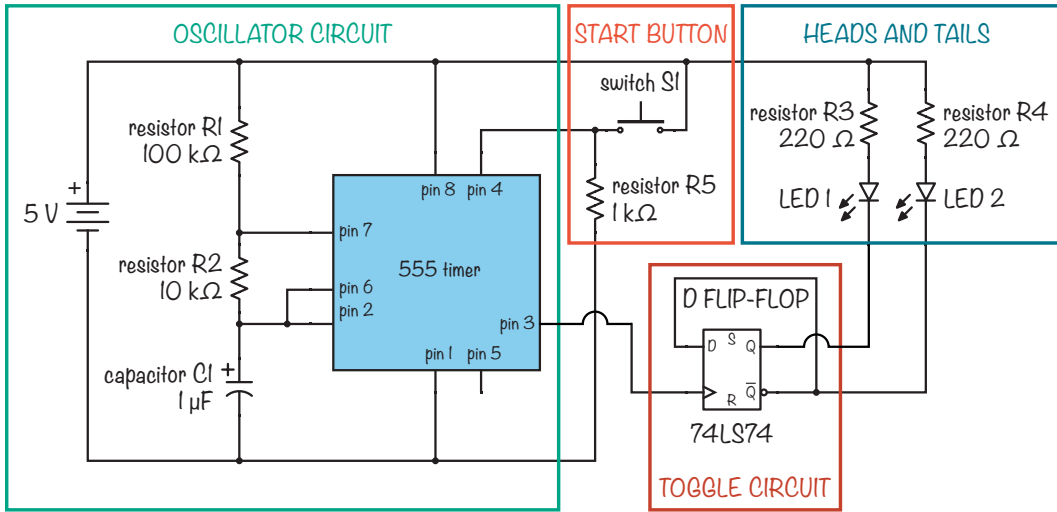 OSCILLATOR CIRCUIT
START BUTTON
HEADS AND TAILS
switch S1
resistor R1
100 kΩ
resistor R3
220 Ω
resistor R4
220 Ω
pin 8
pin 4
resistor R5
1 kΩ
LED 1
LED 2
+
5 V
pin 7
resistor R2
10 kΩ
555 timer
pin 6
pin 2
D FLIP-FLOP
pin 3
D
S
Q
pin 1
pin 5
capacitor C1
+
1 µF
R
Q̅
74LS74
TOGGLE CIRCUIT